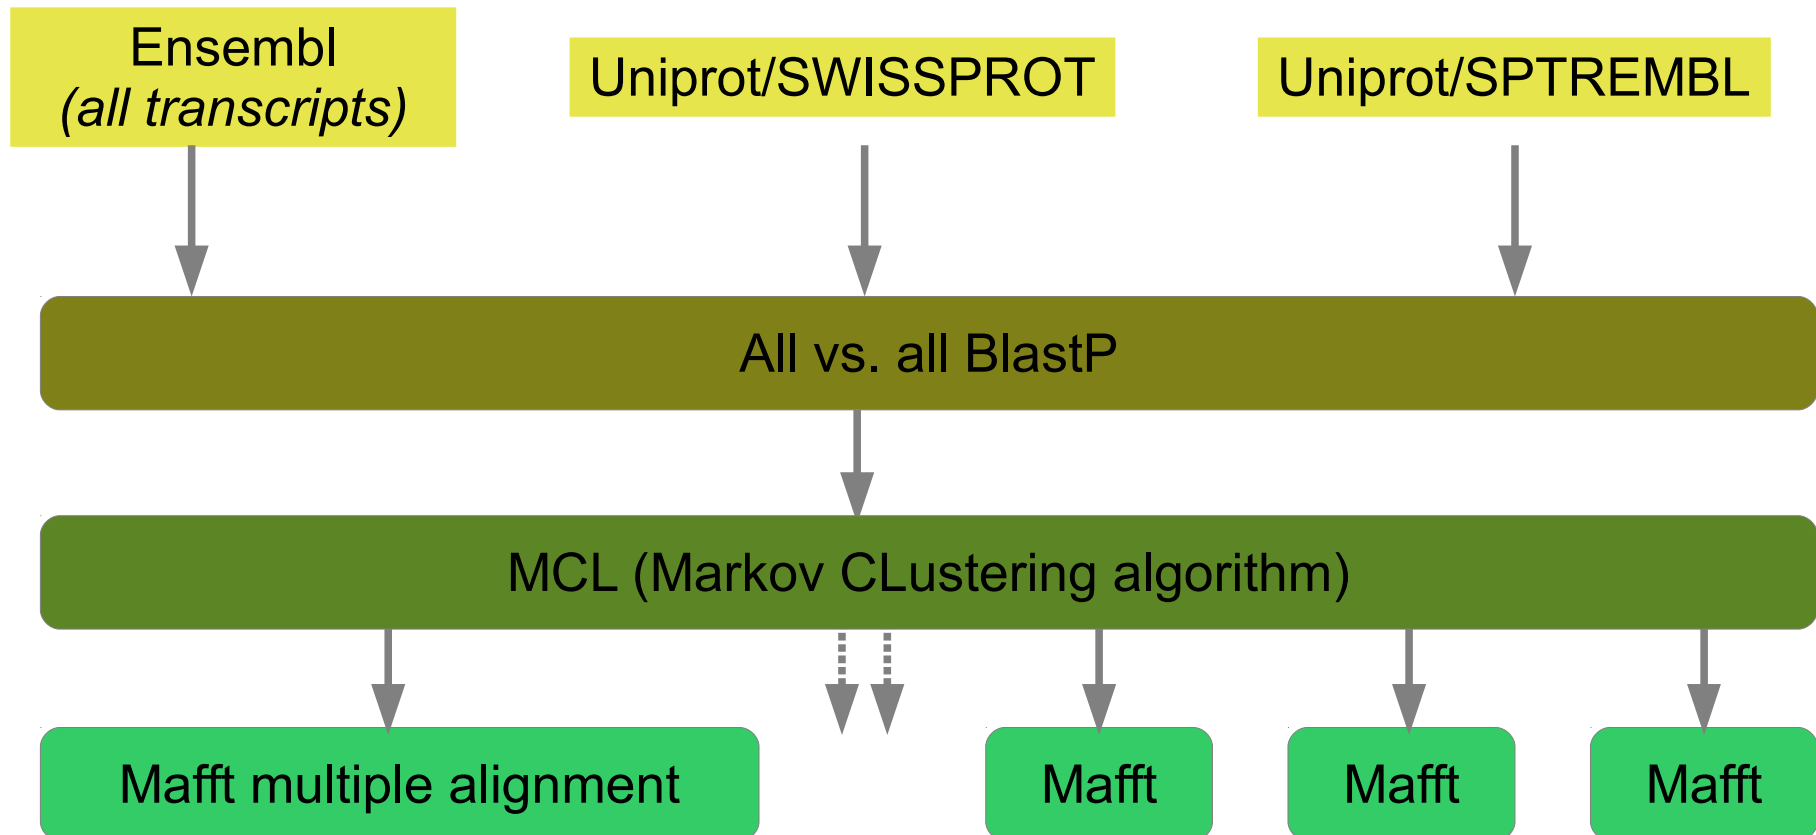 Ensembl
(all transcripts)
Uniprot/SWISSPROT
Uniprot/SPTREMBL
All vs. all BlastP
MCL (Markov CLustering algorithm)
Mafft multiple alignment
Mafft
Mafft
Mafft